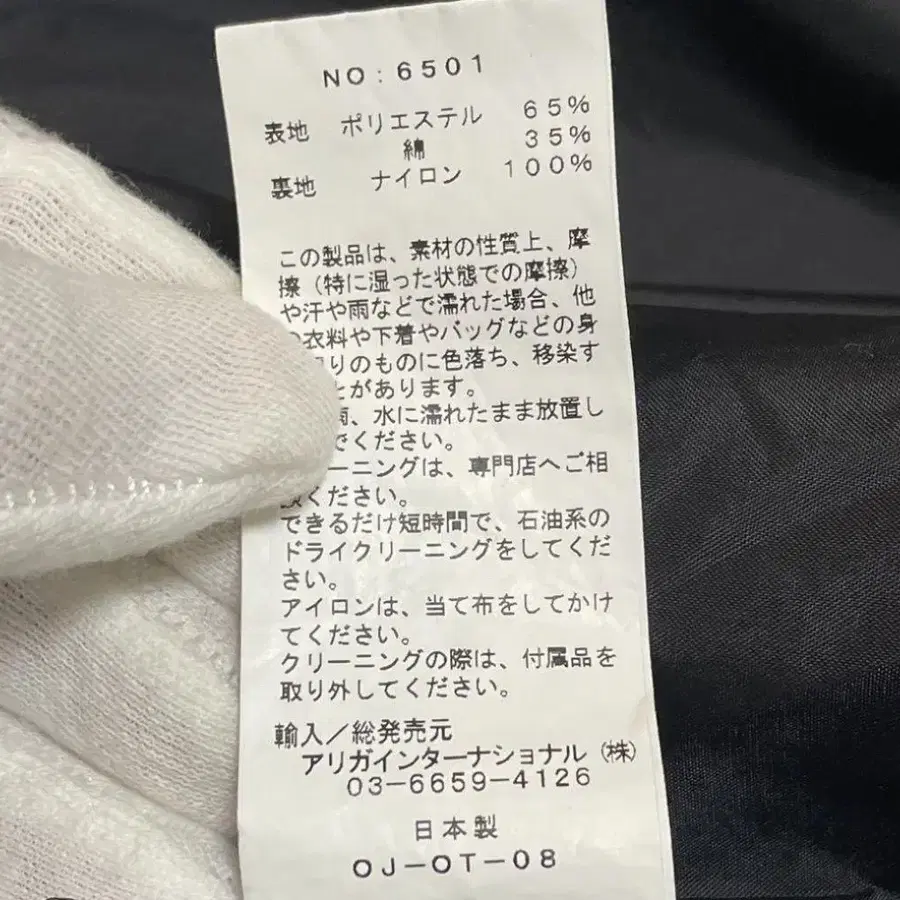 NO:6501
表地 ポリエステル 65%
綿 35%
裏地 ナイロン 100%
この製品は、素材の性質上、摩
擦(特に湿った状態での摩擦)
や汗や雨などで濡れた場合、他
衣料や下着やバッグなどの身
りのものに色落ち、移染す
とがあります。
雨、水に濡れたまま放置し
でください。
ーニングは、専門店へご相
ください。
できるだけ短時間で、石油系の
ドライクリーニングをしてくだ
さい。
アイロンは、当て布をしてかけ
てください。
クリーニングの際は、付属品を
取り外してください。
輸入/総発売元
アリガインターナショナル(株)
03-6659-4126
日本製
OJ-OT-08